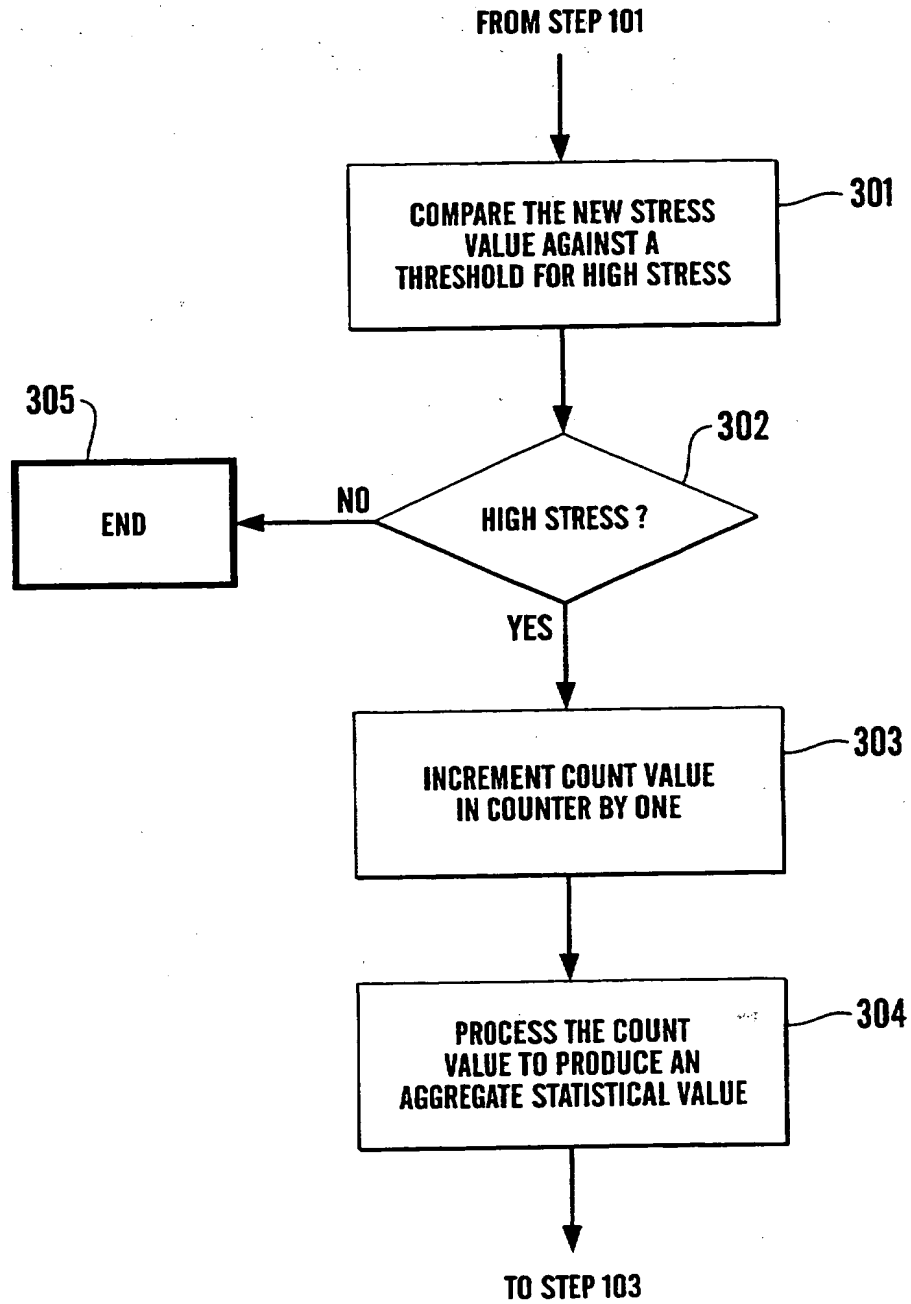 FROM STEP 101
COMPARE THE NEW STRESS
VALUE AGAINST A
THRESHOLD FOR HIGH STRESS
301
305
302
END
NO
HIGH STRESS ?
YES
INCREMENT COUNT VALUE
IN COUNTER BY ONE
303
PROCESS THE COUNT
VALUE TO PRODUCE AN
AGGREGATE STATISTICAL VALUE
304
TO STEP 103